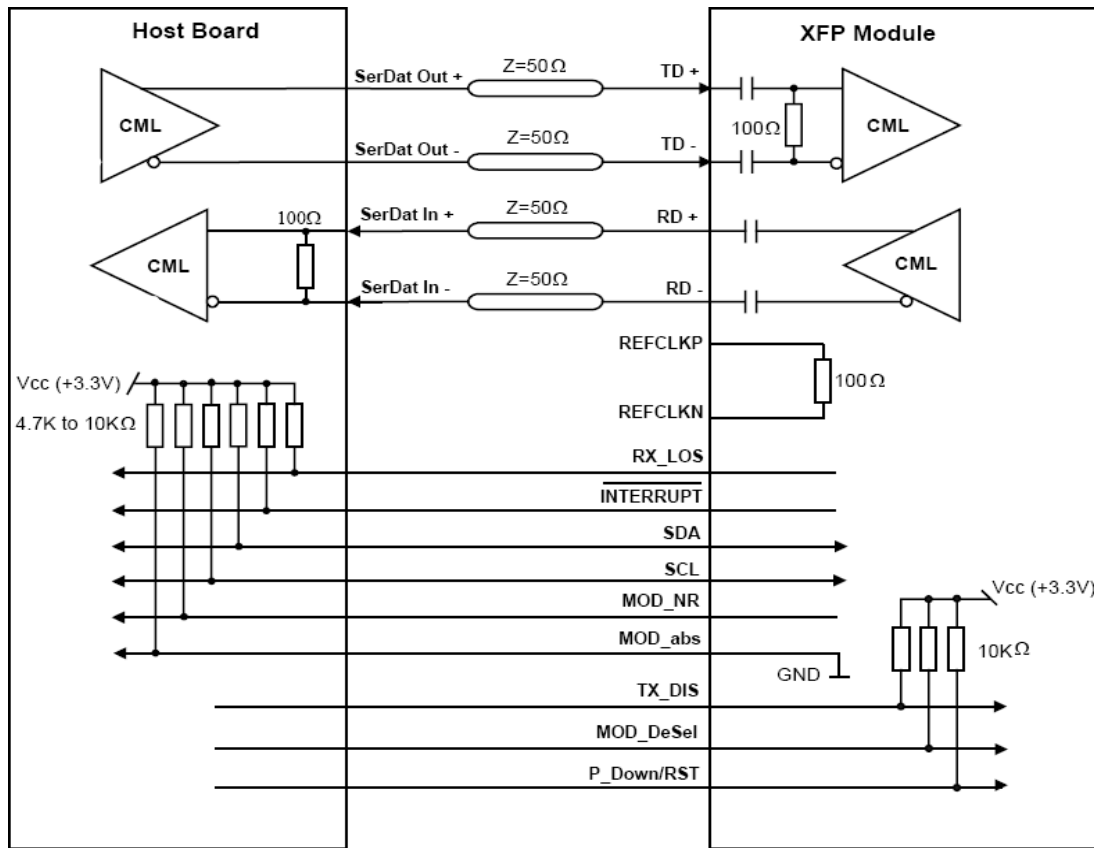 Host Board
XFP Module
SerDat Out +
Z=50Ω
TD +
CML
100Ω
CML
SerDat Out -
Z=50Ω
TD -
100Ω
SerDat In +
Z=50Ω
RD +
CML
CML
SerDat In -
Z=50Ω
RD -
REFCLKP
Vcc (+3.3V)
100Ω
4.7K to 10KΩ
REFCLKN
RX_LOS
INTERRUPT
SDA
SCL
Vcc (+3.3V)
MOD_NR
MOD_abs
10KΩ
GND
TX_DIS
MOD_DeSel
P_Down/RST